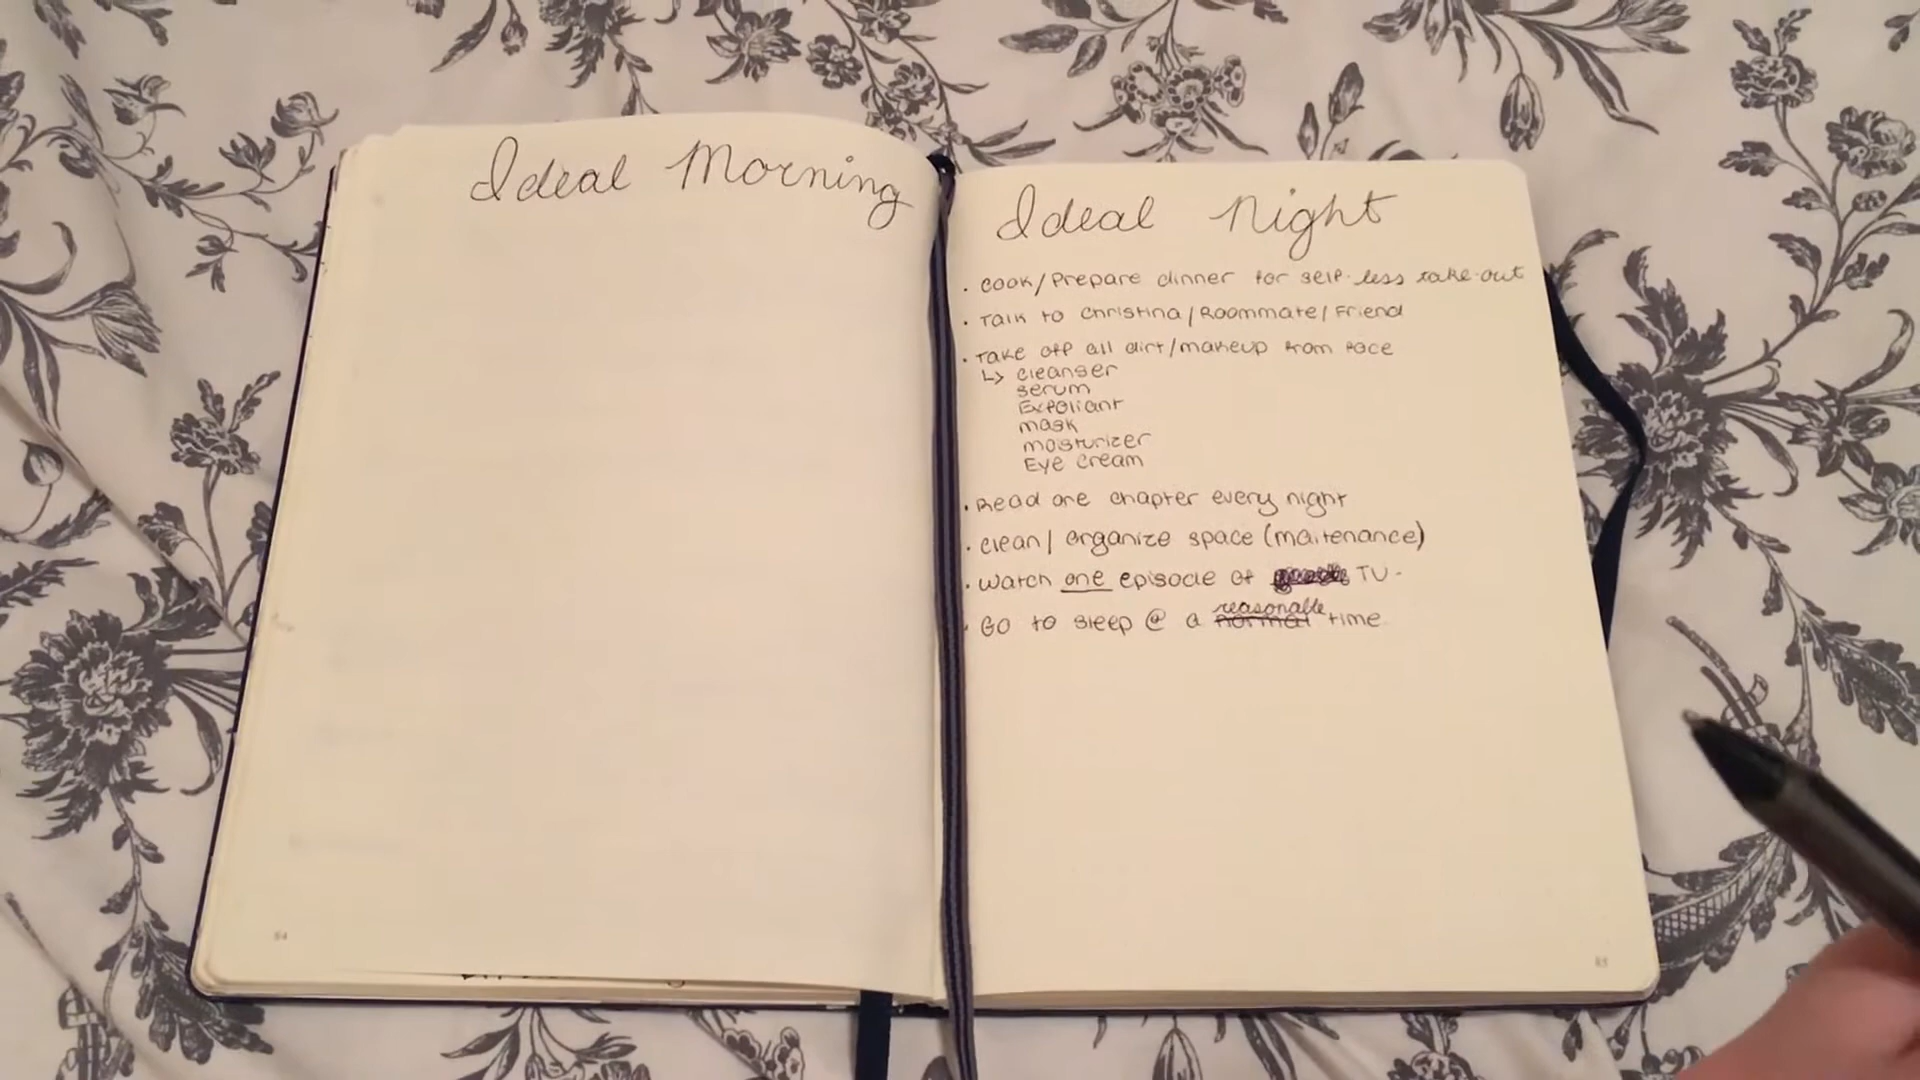 Ideal Morning
64
Ideal Night
. Cook/Prepare dinner for self-less take-out
. Talk to Christina/Roommate/Friend
. Take off all dirt/makeup from face
↳ cleanser
serum
Exfoliant
mask
moisturizer
Eye cream
. Read one chapter every night
. clean/organize space (maitenance)
. Watch one episode of TV.
. Go to sleep @ a normal reasonable time